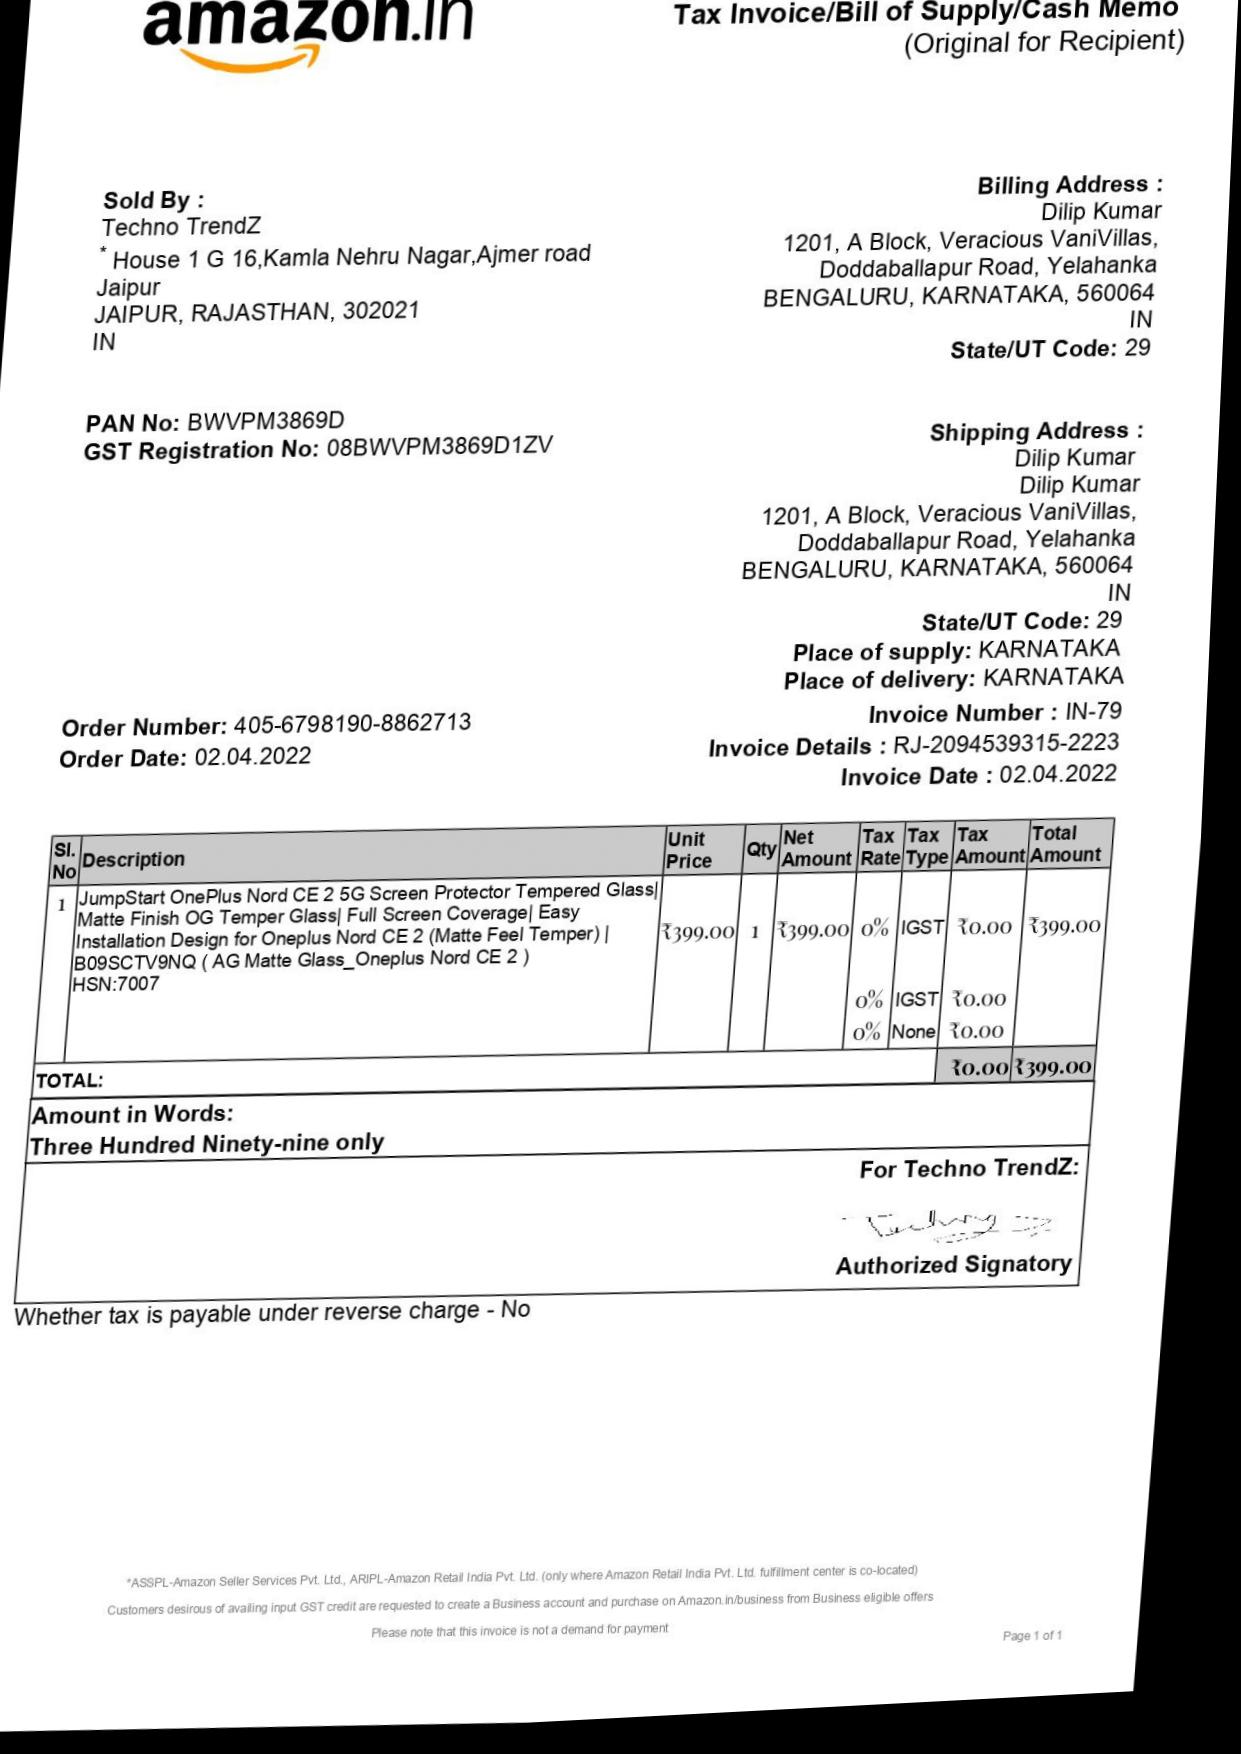 amazon.in
Tax Invoice/Bill of Supply/Cash Memo
(Original for Recipient)
Sold By :
Techno TrendZ
* House 1 G 16,Kamla Nehru Nagar,Ajmer road
Jaipur
JAIPUR, RAJASTHAN, 302021
IN
Billing Address :
Dilip Kumar
1201, A Block, Veracious VaniVillas,
Doddaballapur Road, Yelahanka
BENGALURU, KARNATAKA, 560064
IN
State/UT Code: 29
PAN No: BWVPM3869D
GST Registration No: 08BWVPM3869D1ZV
Shipping Address :
Dilip Kumar
Dilip Kumar
1201, A Block, Veracious VaniVillas,
Doddaballapur Road, Yelahanka
BENGALURU, KARNATAKA, 560064
IN
State/UT Code: 29
Place of supply: KARNATAKA
Place of delivery: KARNATAKA
Order Number: 405-6798190-8862713
Order Date: 02.04.2022
Invoice Number : IN-79
Invoice Details : RJ-2094539315-2223
Invoice Date : 02.04.2022
Sl. No Description Unit Price Qty Net Amount Tax Rate Tax Type Tax Amount Total Amount
1 JumpStart OnePlus Nord CE 2 5G Screen Protector Tempered Glass|
Matte Finish OG Temper Glass| Full Screen Coverage| Easy
Installation Design for Oneplus Nord CE 2 (Matte Feel Temper) |
B09SCTV9NQ ( AG Matte Glass_Oneplus Nord CE 2 )
HSN:7007
₹399.00 1 ₹399.00 0% IGST ₹0.00 ₹399.00
0% IGST ₹0.00
0% None ₹0.00
TOTAL: ₹0.00 ₹399.00
Amount in Words:
Three Hundred Ninety-nine only
For Techno TrendZ:
Authorized Signatory
Whether tax is payable under reverse charge - No
*ASSPL-Amazon Seller Services Pvt. Ltd., ARIPL-Amazon Retail India Pvt. Ltd. (only where Amazon Retail India Pvt. Ltd. fulfillment center is co-located)
Customers desirous of availing input GST credit are requested to create a Business account and purchase on Amazon.in/business from Business eligible offers
Please note that this invoice is not a demand for payment
Page 1 of 1